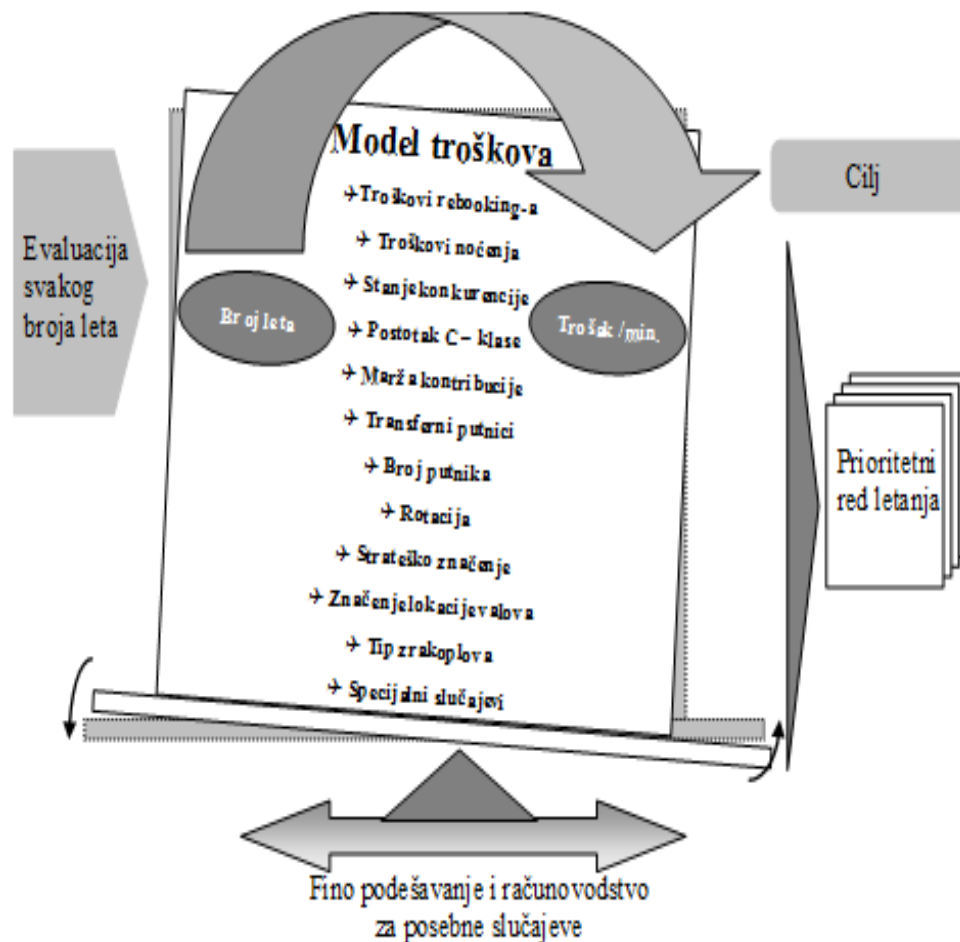 Model troškova
Cilj
Evaluacija
svakog
broja leta
✈Troškovi rebooking-a
✈ Troškovi noćenja
✈ Stanje konkurencije
✈ Postotak C – klase
✈ Marža kontribucije
✈ Transferni putnici
✈ Broj putnika
✈ Rotacija
✈ Strateško značenje
✈ Značenje lokacije valova
✈ Tip zrakoplova
✈ Specijalni slučajevi
Broj leta
Trošak /min.
Prioritetni
red letanja
Fino podešavanje i računovodstvo
za posebne slučajeve